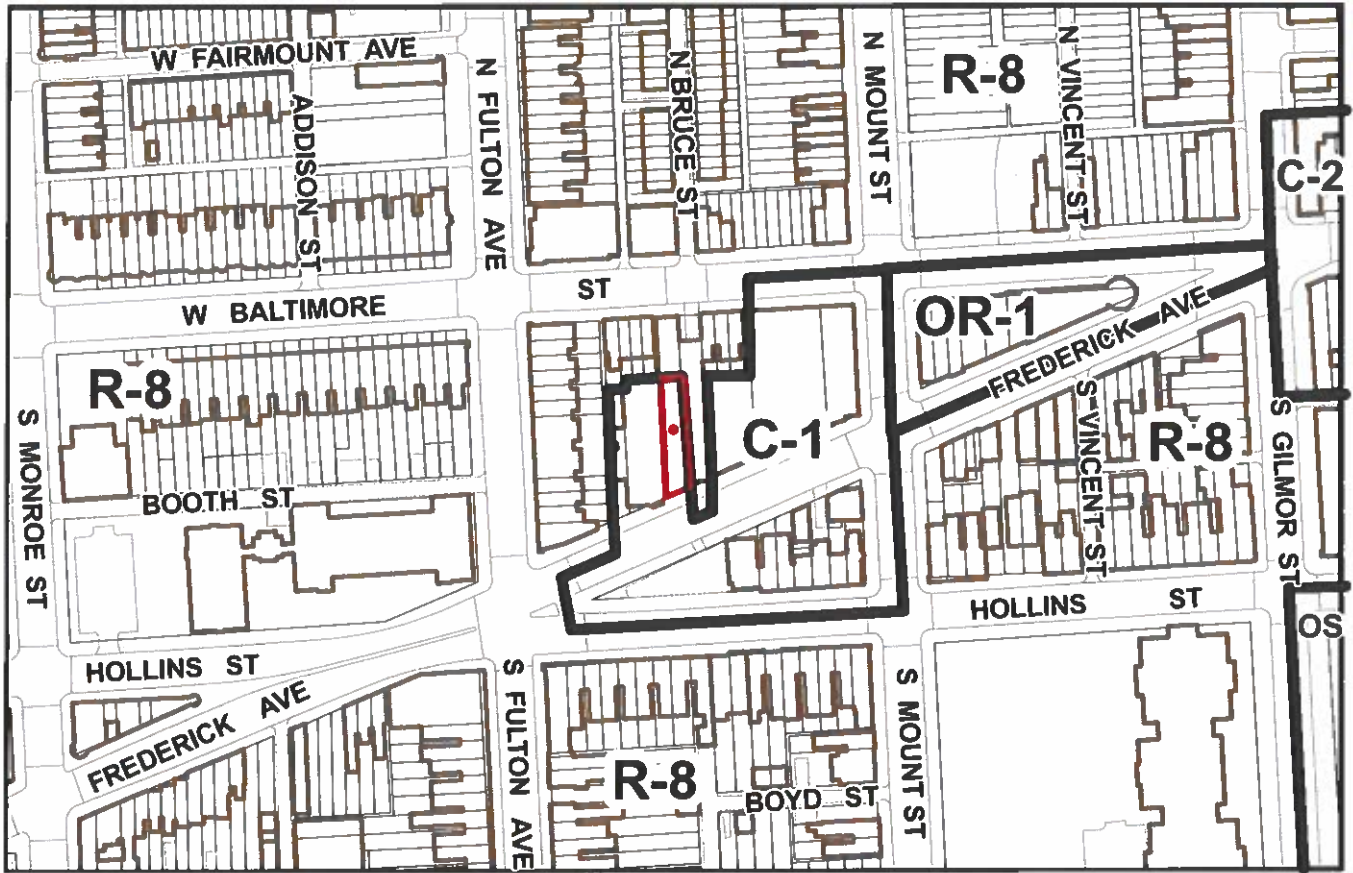 W FAIRMOUNT AVE
ADDISON ST
N FULTON AVE
N BRUCE ST
N MOUNT ST
R-8
N VINCENT ST
C-2
W BALTIMORE
ST
OR-1
FREDERICK AVE
R-8
S MONROE ST
C-1
S VINCENT ST
R-8
S GILMOR ST
BOOTH ST
HOLLINS ST
OS
HOLLINS ST
FREDERICK AVE
S FULTON AVE
R-8
BOYD ST
S MOUNT ST